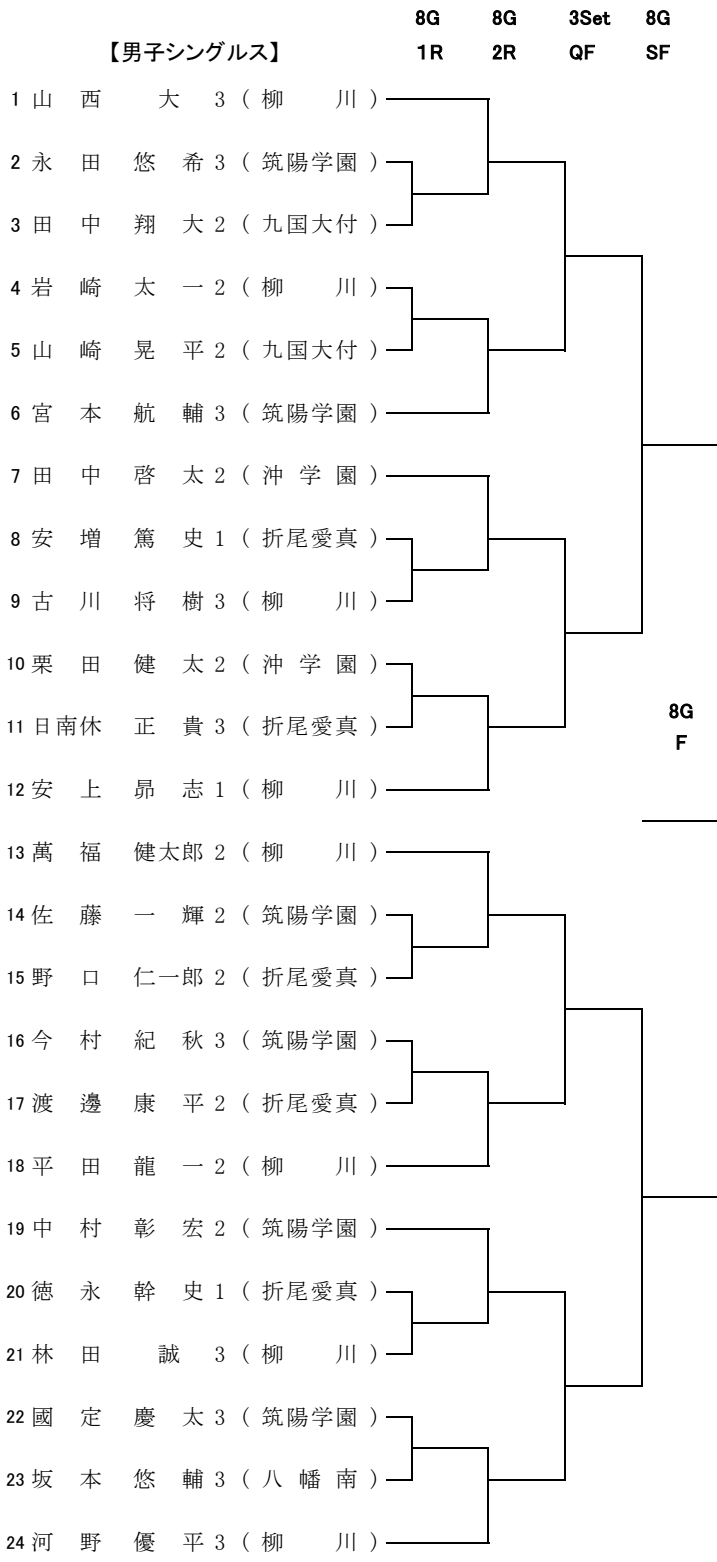 8G 8G 3Set 8G
【男子シングルス】 1R 2R QF SF
1 山 西 大 3 ( 柳 川 )
2 永 田 悠 希 3 ( 筑陽学園 )
3 田 中 翔 大 2 ( 九国大付 )
4 岩 崎 太 一 2 ( 柳 川 )
5 山 崎 晃 平 2 ( 九国大付 )
6 宮 本 航 輔 3 ( 筑陽学園 )
7 田 中 啓 太 2 ( 沖 学 園 )
8 安 増 篤 史 1 ( 折尾愛真 )
9 古 川 将 樹 3 ( 柳 川 )
10 栗 田 健 太 2 ( 沖 学 園 )
11 日南休 正 貴 3 ( 折尾愛真 )
8G
F
12 安 上 昴 志 1 ( 柳 川 )
13 萬 福 健太郎 2 ( 柳 川 )
14 佐 藤 一 輝 2 ( 筑陽学園 )
15 野 口 仁一郎 2 ( 折尾愛真 )
16 今 村 紀 秋 3 ( 筑陽学園 )
17 渡 邊 康 平 2 ( 折尾愛真 )
18 平 田 龍 一 2 ( 柳 川 )
19 中 村 彰 宏 2 ( 筑陽学園 )
20 徳 永 幹 史 1 ( 折尾愛真 )
21 林 田 誠 3 ( 柳 川 )
22 國 定 慶 太 3 ( 筑陽学園 )
23 坂 本 悠 輔 3 ( 八 幡 南 )
24 河 野 優 平 3 ( 柳 川 )